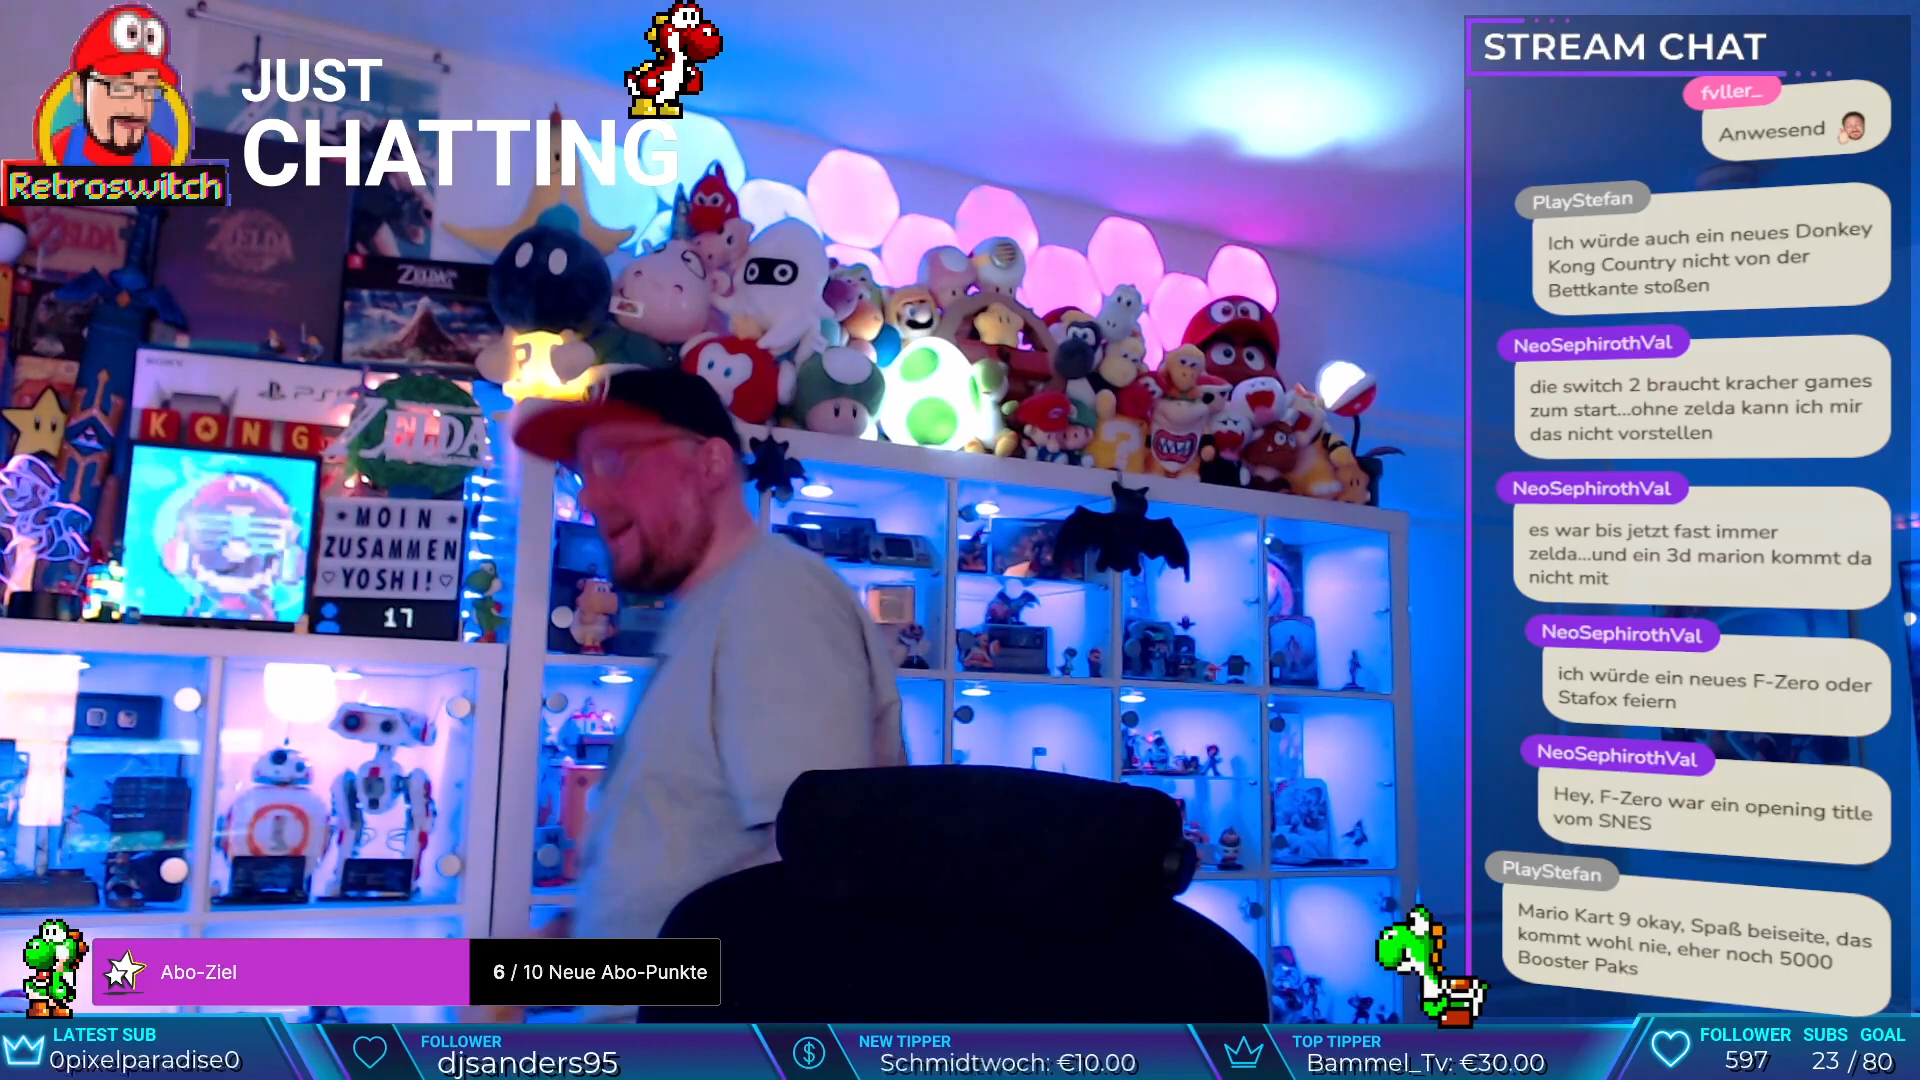 JUST
CHATTING
Retroswitch
ZELDA
ZELDA
ZELDA
SONY
PS5
KONG
ZELDA
MOIN
ZUSAMMEN
YOSHI!
17
STREAM CHAT
fvller_
Anwesend
PlayStefan
Ich würde auch ein neues Donkey
Kong Country nicht von der
Bettkante stoßen
NeoSephirothVal
die switch 2 braucht kracher games
zum start...ohne zelda kann ich mir
das nicht vorstellen
NeoSephirothVal
es war bis jetzt fast immer
zelda...und ein 3d marion kommt da
nicht mit
NeoSephirothVal
ich würde ein neues F-Zero oder
Stafox feiern
NeoSephirothVal
Hey, F-Zero war ein opening title
vom SNES
PlayStefan
Mario Kart 9 okay, Spaß beiseite, das
kommt wohl nie, eher noch 5000
Booster Paks
Abo-Ziel
6 / 10 Neue Abo-Punkte
LATEST SUB
0pixelparadise0
FOLLOWER
djsanders95
NEW TIPPER
Schmidtwoch: €10.00
TOP TIPPER
Bammel_Tv: €30.00
FOLLOWER SUBS GOAL
597 23 / 80